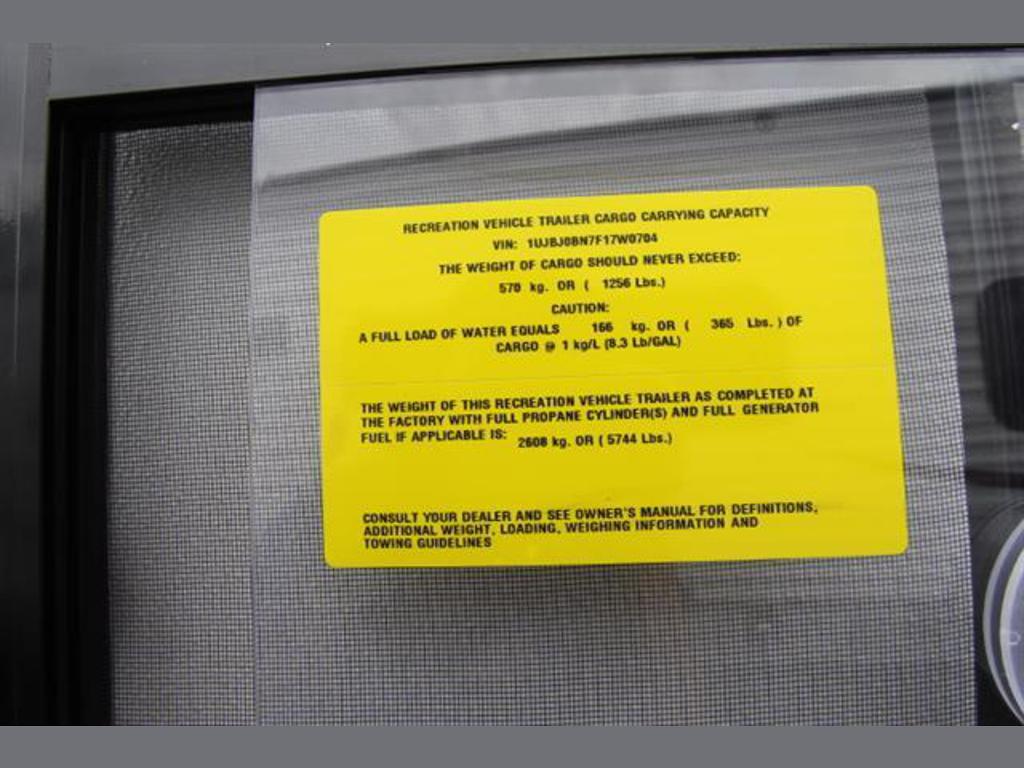 RECREATION VEHICLE TRAILER CARGO CARRYING CAPACITY
VIN: 1UJBJ0BN7F17W0704
THE WEIGHT OF CARGO SHOULD NEVER EXCEED:
570 kg. OR ( 1256 Lbs.)
CAUTION:
A FULL LOAD OF WATER EQUALS 166 kg. OR ( 365 Lbs. ) OF
CARGO @ 1 kg/L (8.3 Lb/GAL)
THE WEIGHT OF THIS RECREATION VEHICLE TRAILER AS COMPLETED AT
THE FACTORY WITH FULL PROPANE CYLINDER(S) AND FULL GENERATOR
FUEL IF APPLICABLE IS: 2608 kg. OR ( 5744 Lbs.)
CONSULT YOUR DEALER AND SEE OWNER'S MANUAL FOR DEFINITIONS,
ADDITIONAL WEIGHT, LOADING, WEIGHING INFORMATION AND
TOWING GUIDELINES